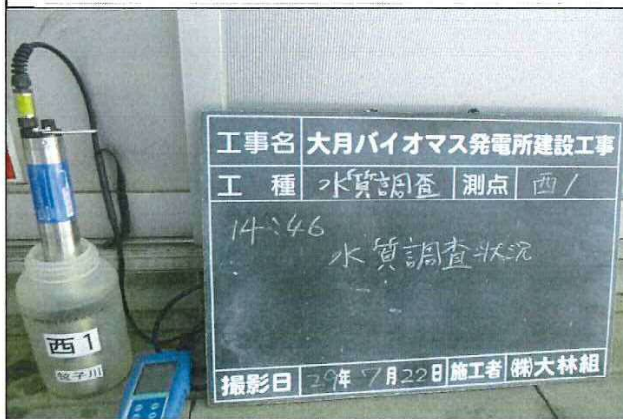 工事名 大月バイオマス発電所建設工事
工種 水質調査 測点 西1
14:46
水質調査状況
撮影日 29年7月22日 施工者 ㈱大林組
西1
笹子川